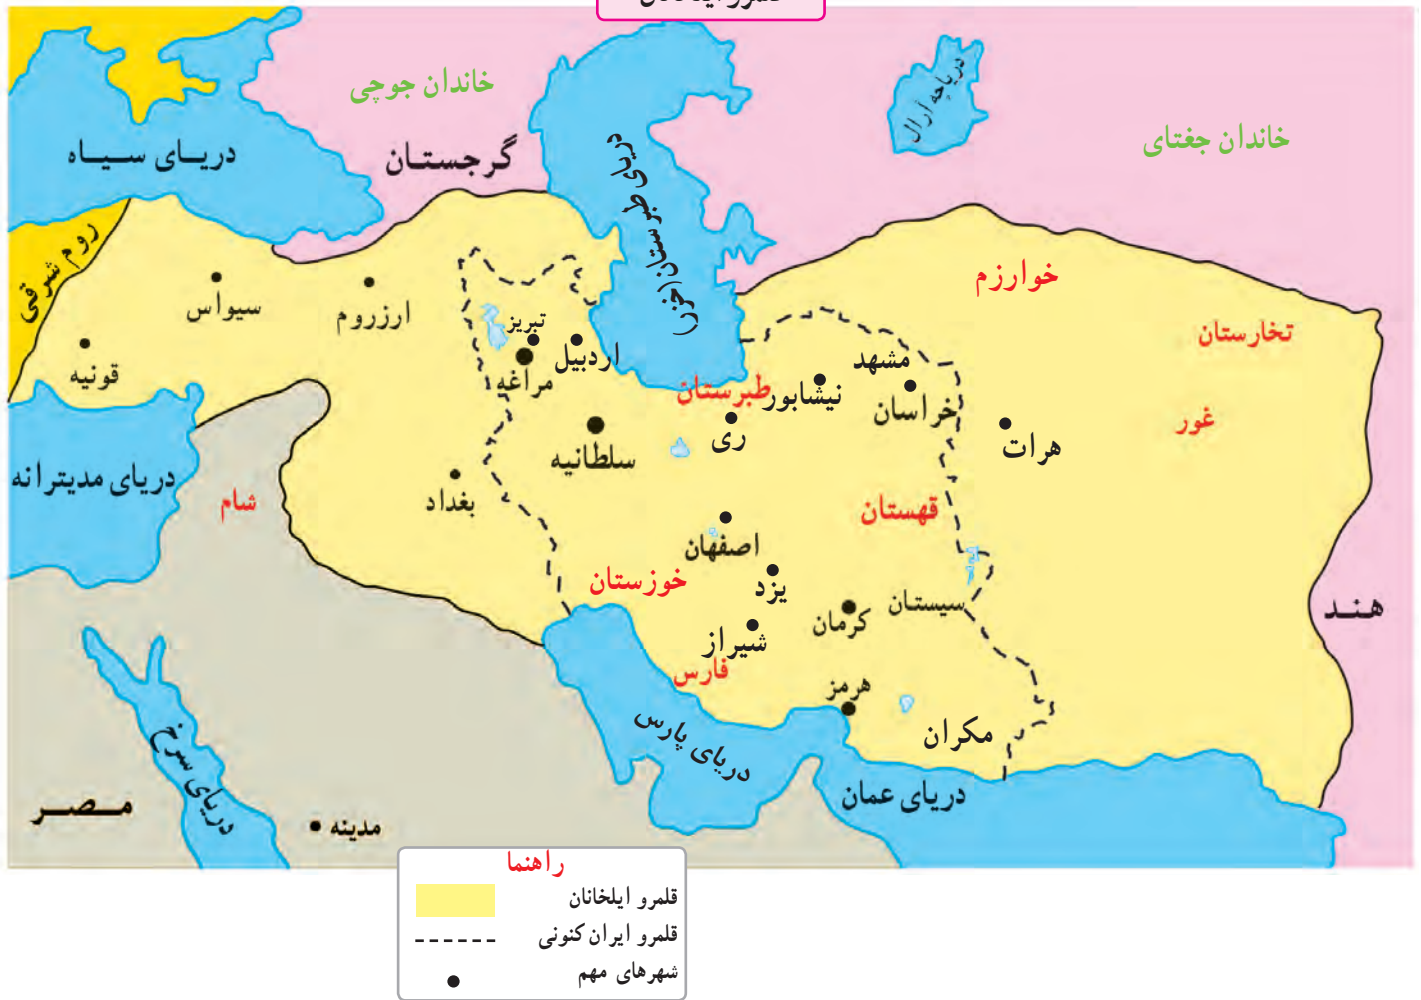 قلمرو ایلخانان
خاندان جوچی
دریاچه آرال
خاندان جغتای
دریای سیاه
گرجستان
دریای طبرستان (خزر)
روم شرقی
خوارزم
سیواس
ارزروم
تبریز
اردبیل
مراغه
تخارستان
قونیه
طبرستان
نیشابور
مشهد
خراسان
غور
هرات
ری
سلطانیه
دریای مدیترانه
شام
بغداد
قهستان
اصفهان
خوزستان
یزد
کرمان
سیستان
هند
شیراز
فارس
هرمز
مکران
دریای پارس
دریای عمان
دریای سرخ
مصر
مدینه
راهنما
قلمرو ایلخانان
قلمرو ایران کنونی
شهرهای مهم